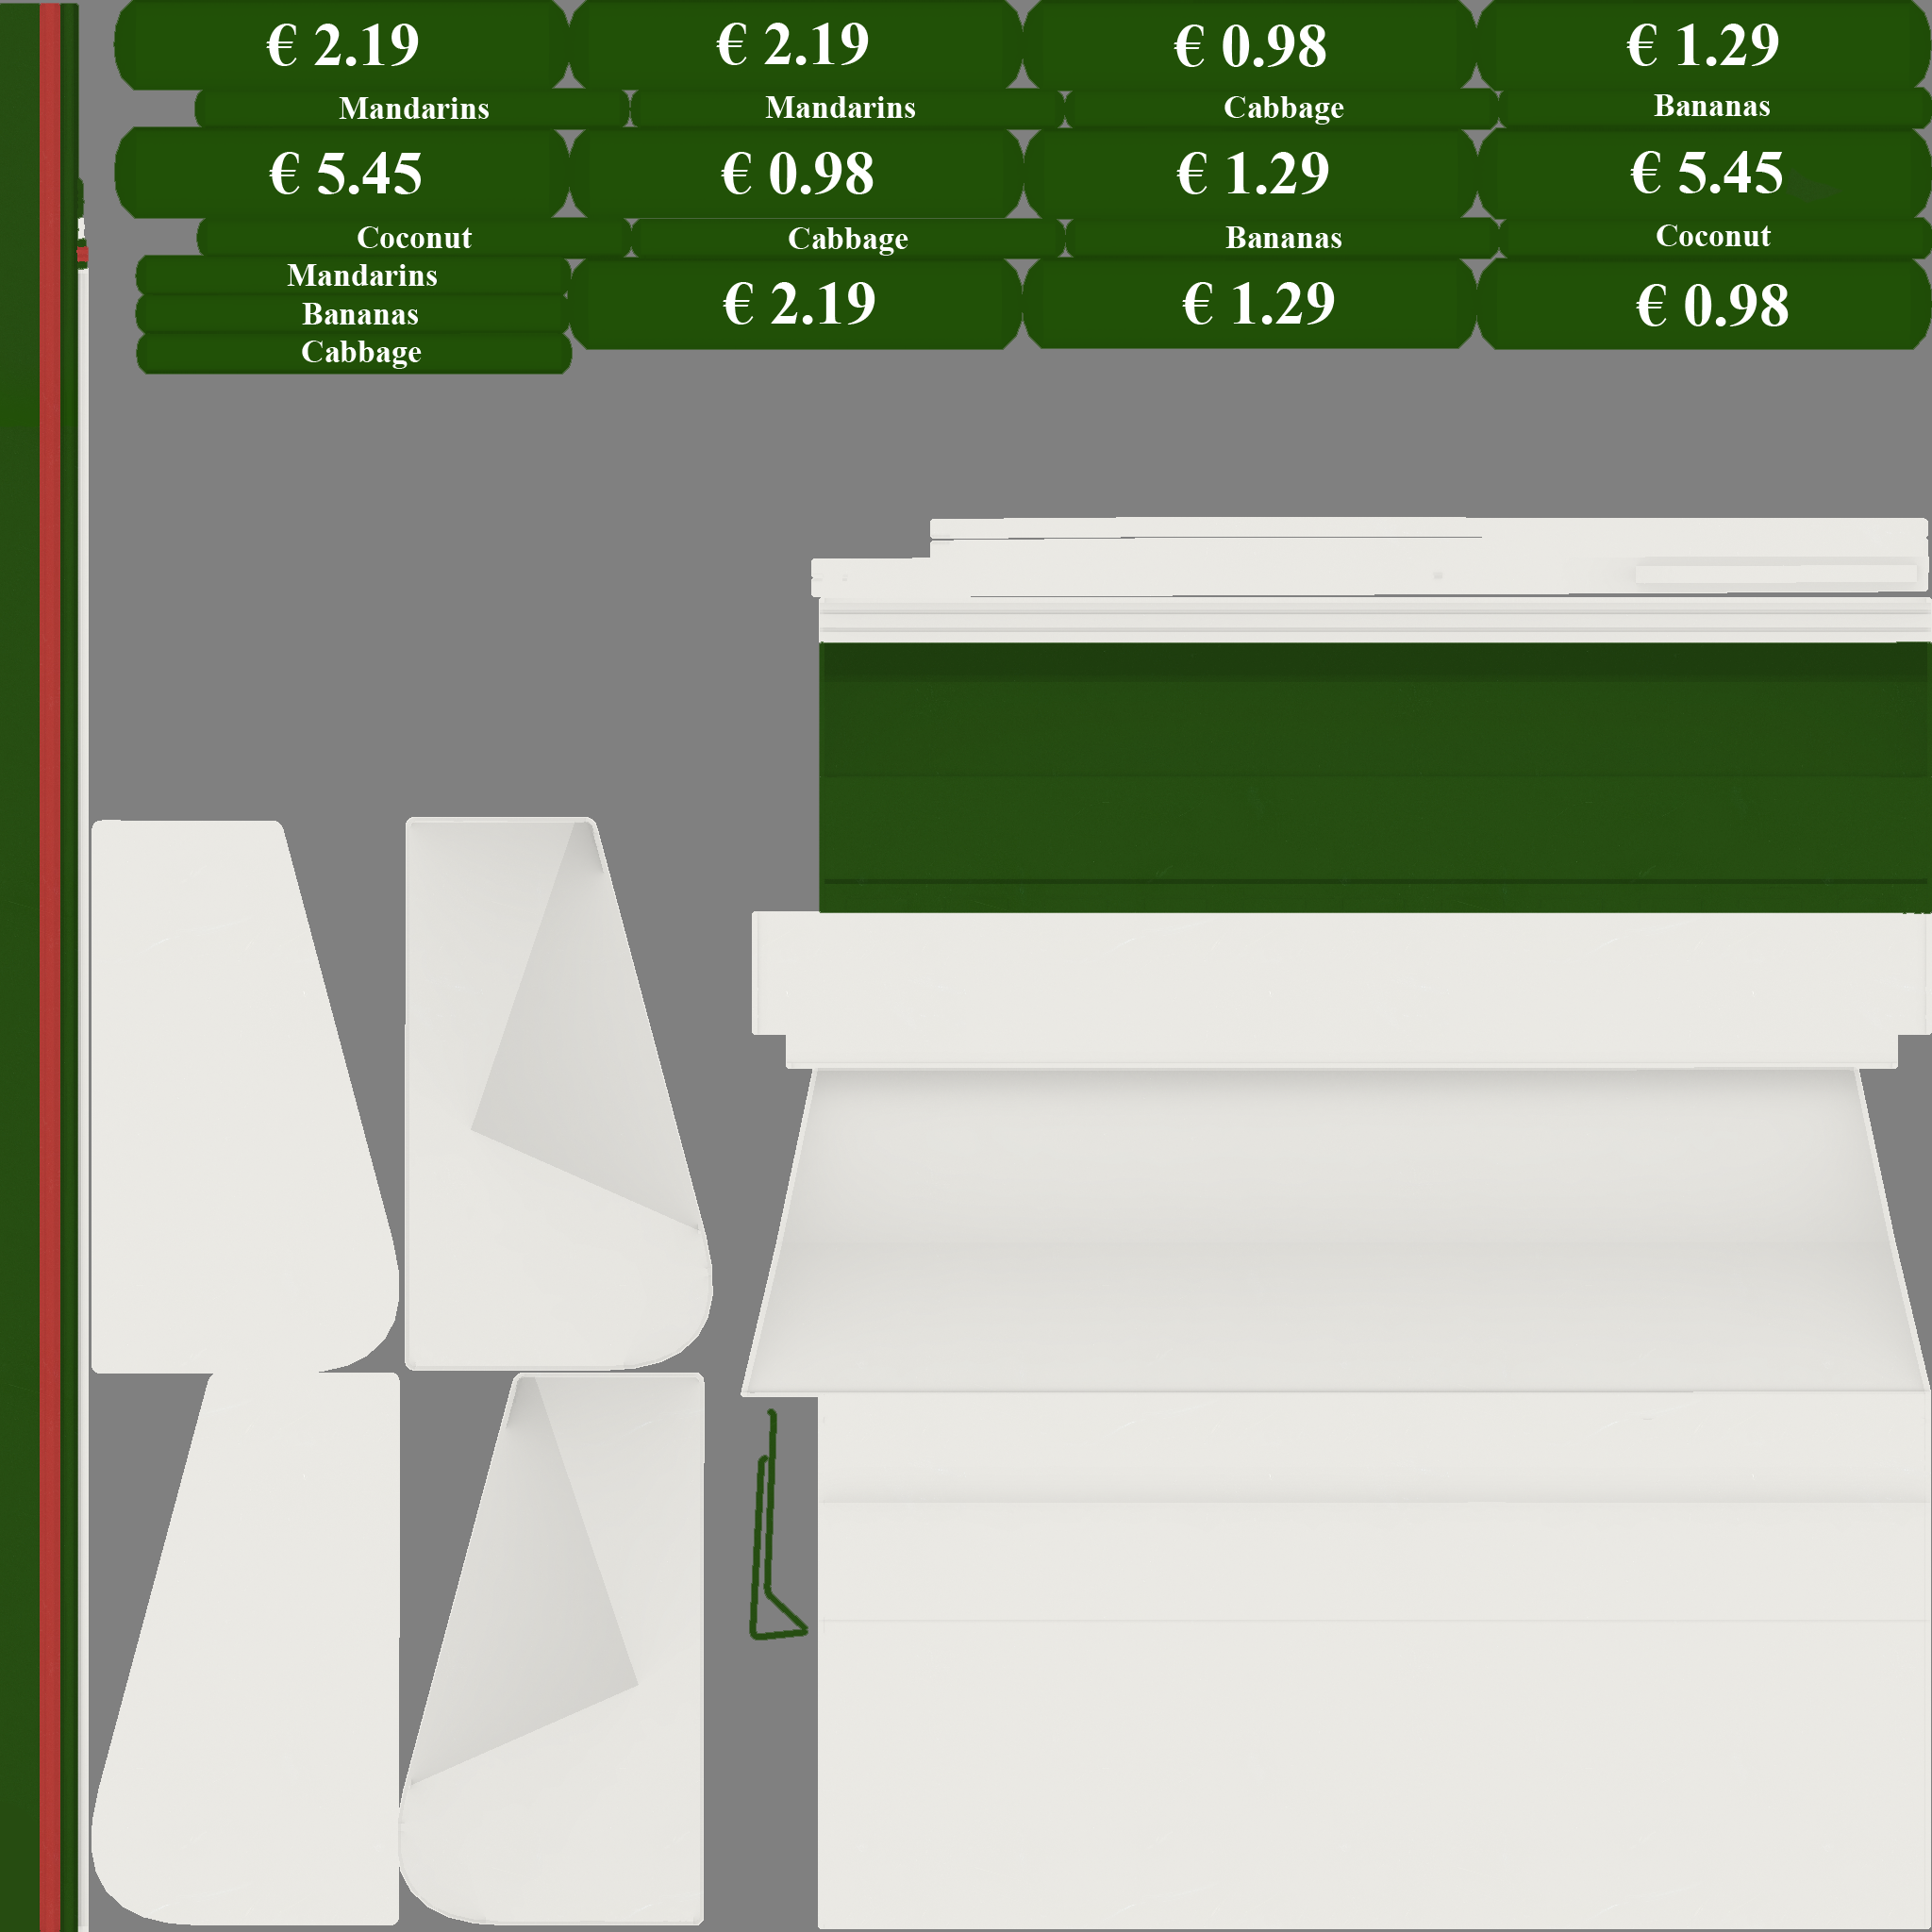 € 2.19 € 2.19 € 0.98 € 1.29
Mandarins Mandarins Cabbage Bananas
€ 5.45 € 0.98 € 1.29 € 5.45
Coconut Cabbage Bananas Coconut
Mandarins
Bananas
Cabbage
€ 2.19 € 1.29 € 0.98